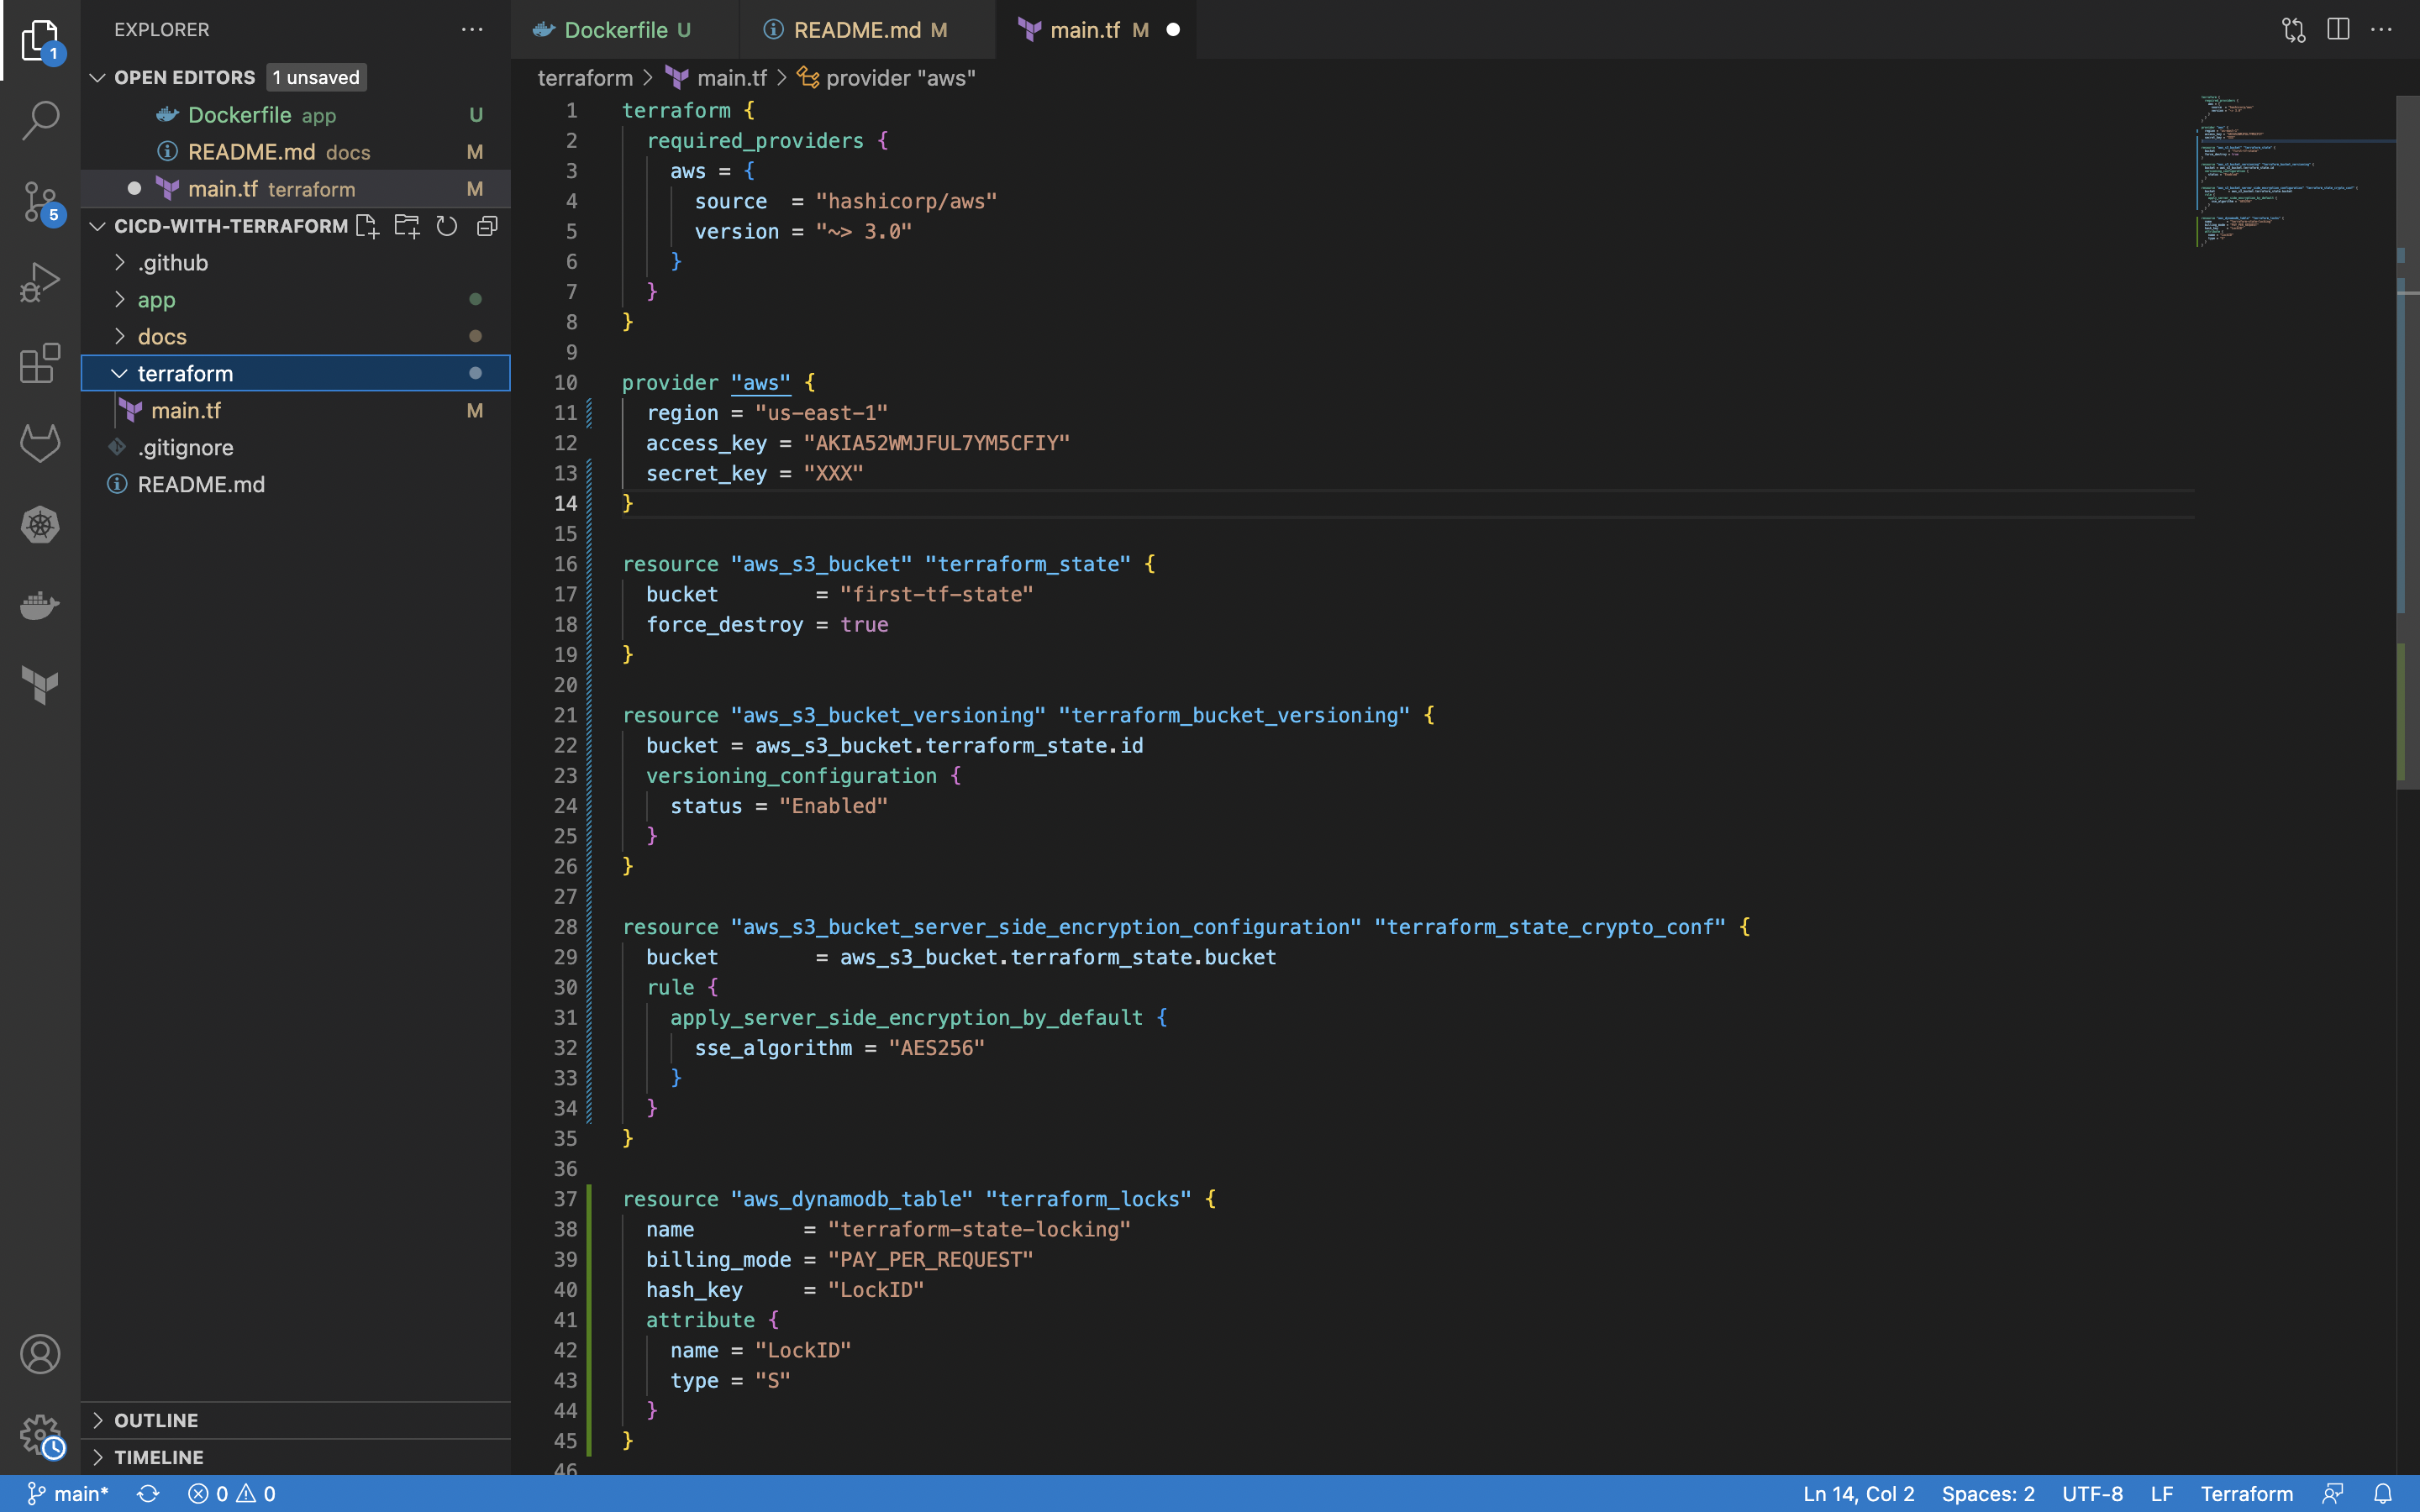 EXPLORER
OPEN EDITORS 1 unsaved
Dockerfile app U
README.md docs M
main.tf terraform M
CICD-WITH-TERRAFORM
.github
app
docs
terraform
main.tf M
.gitignore
README.md
OUTLINE
TIMELINE
1
5
Dockerfile U README.md M main.tf M
terraform > main.tf > provider "aws"
1 terraform {
2 required_providers {
3 aws = {
4 source  = "hashicorp/aws"
5 version = "~> 3.0"
6 }
7 }
8 }
9
10 provider "aws" {
11 region = "us-east-1"
12 access_key = "AKIA52WMJFUL7YM5CFIY"
13 secret_key = "XXX"
14 }
15
16 resource "aws_s3_bucket" "terraform_state" {
17 bucket        = "first-tf-state"
18 force_destroy = true
19 }
20
21 resource "aws_s3_bucket_versioning" "terraform_bucket_versioning" {
22 bucket = aws_s3_bucket.terraform_state.id
23 versioning_configuration {
24 status = "Enabled"
25 }
26 }
27
28 resource "aws_s3_bucket_server_side_encryption_configuration" "terraform_state_crypto_conf" {
29 bucket        = aws_s3_bucket.terraform_state.bucket
30 rule {
31 apply_server_side_encryption_by_default {
32 sse_algorithm = "AES256"
33 }
34 }
35 }
36
37 resource "aws_dynamodb_table" "terraform_locks" {
38 name         = "terraform-state-locking"
39 billing_mode = "PAY_PER_REQUEST"
40 hash_key     = "LockID"
41 attribute {
42 name = "LockID"
43 type = "S"
44 }
45 }
46
main* 0 0 Ln 14, Col 2 Spaces: 2 UTF-8 LF Terraform